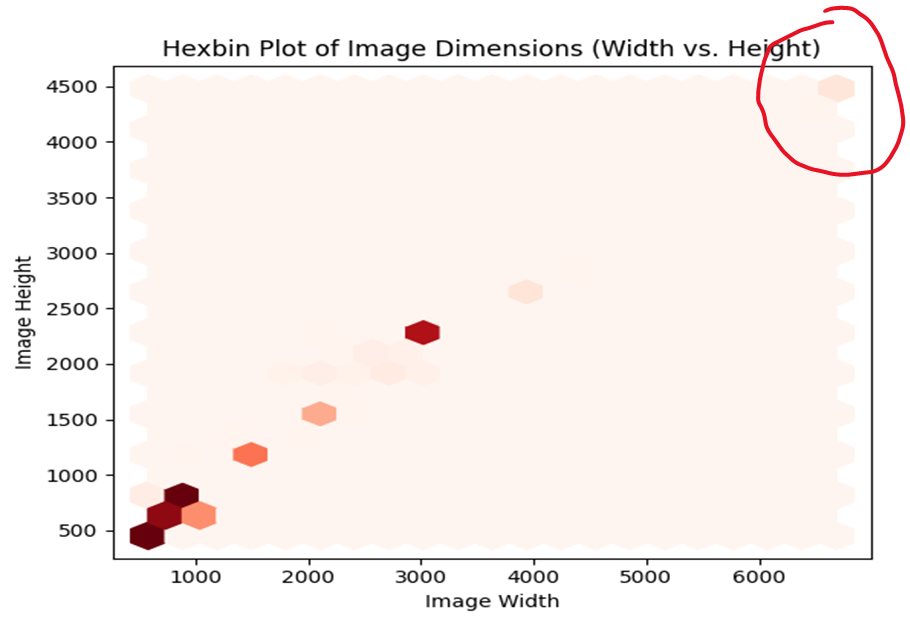 Hexbin Plot of Image Dimensions (Width vs. Height)
4500
4000
3500
3000
2500
2000
1500
1000
500
Image Height
1000 2000 3000 4000 5000 6000
Image Width